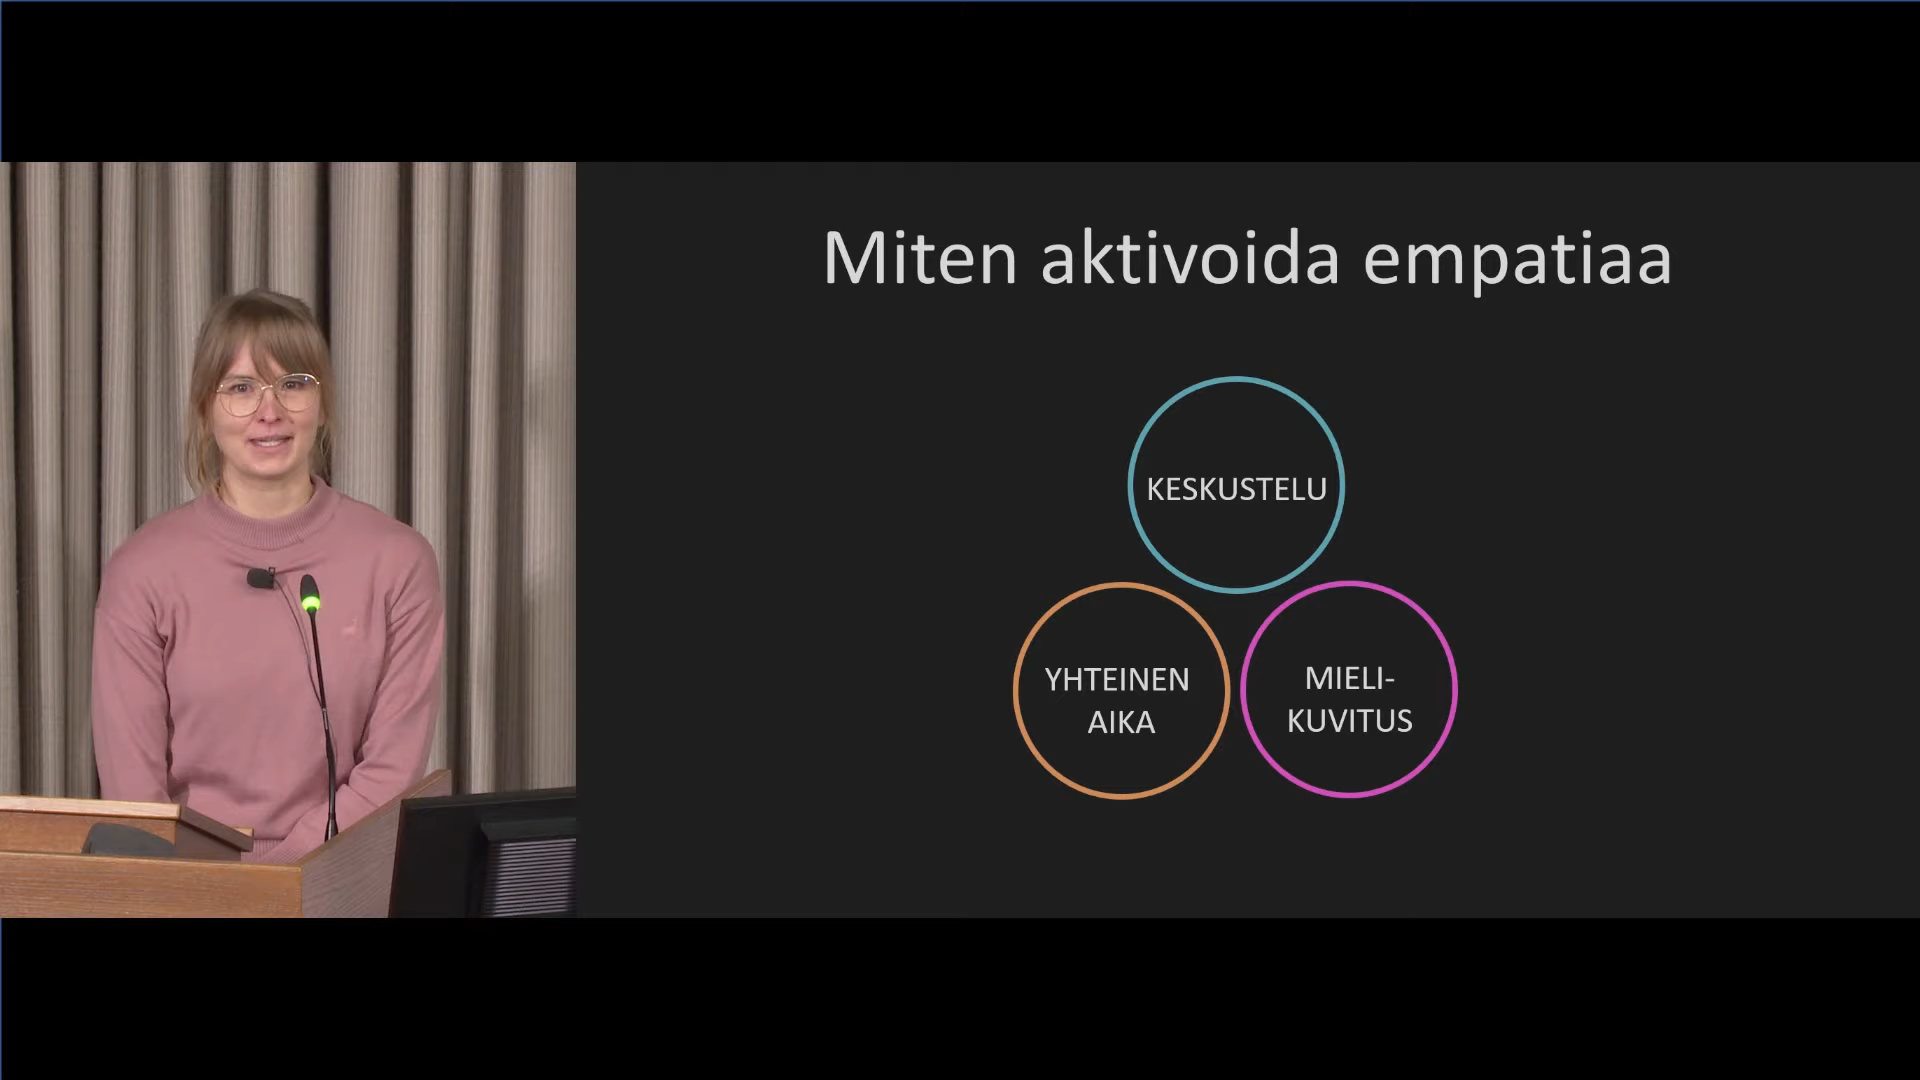 Miten aktivoida empatiaa
KESKUSTELU
YHTEINEN
AIKA
MIELI-
KUVITUS